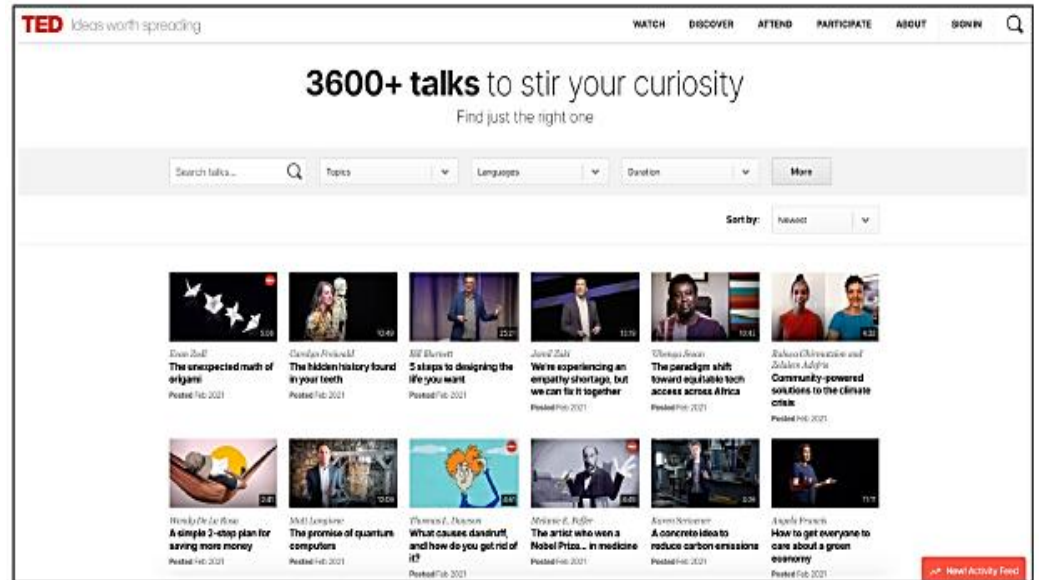 TED Ideas worth spreading
WATCH DISCOVER ATTEND PARTICIPATE ABOUT SIGN IN
3600+ talks to stir your curiosity
Find just the right one
Search talks... Topics Languages Duration More
Sort by: Newest
Evan Zodl
The unexpected math of
origami
Posted Feb 2021
Carolyn Freiwald
The hidden history found
in your teeth
Posted Feb 2021
Bill Burnett
5 steps to designing the
life you want
Posted Feb 2021
Jamil Zaki
We're experiencing an
empathy shortage, but
we can fix it together
Posted Feb 2021
The paradigm shift
toward equitable tech
access across Africa
Posted Feb 2021
Community-powered
solutions to the climate
crisis
Posted Feb 2021
Wendy De La Rosa
A simple 2-step plan for
saving more money
Posted Feb 2021
Matt Langione
The promise of quantum
computers
Posted Feb 2021
What causes dandruff,
and how do you get rid of
it?
Posted Feb 2021
The artist who won a
Nobel Prize... in medicine
Posted Feb 2021
Karen Scrivener
A concrete idea to
reduce carbon emissions
Posted Feb 2021
Angela Francis
How to get everyone to
care about a green
economy
Posted Feb 2021
New! Activity Feed